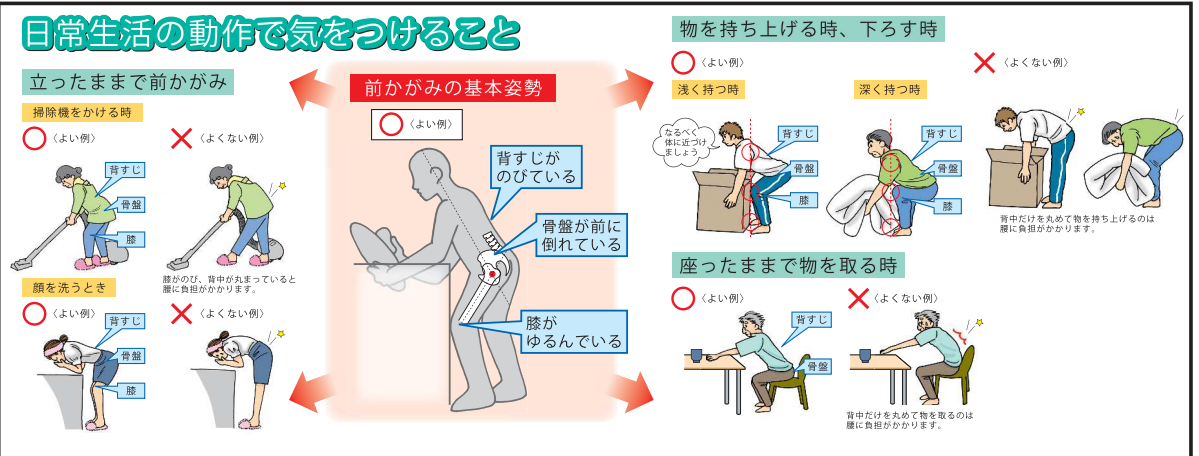 日常生活の動作で気をつけること
立ったままで前かがみ
掃除機をかける時
〈よい例〉
〈よくない例〉
背すじ
骨盤
膝
膝がのび、背中が丸まっていると
腰に負担がかかります。
顔を洗うとき
〈よい例〉
〈よくない例〉
背すじ
骨盤
膝
前かがみの基本姿勢
〈よい例〉
背すじが
のびている
骨盤が前に
倒れている
膝が
ゆるんでいる
物を持ち上げる時、下ろす時
〈よい例〉
〈よくない例〉
浅く持つ時
なるべく
体に近づけ
ましょう
背すじ
骨盤
膝
深く持つ時
背すじ
骨盤
膝
背中だけを丸めて物を持ち上げるのは
腰に負担がかかります。
座ったままで物を取る時
〈よい例〉
〈よくない例〉
背すじ
骨盤
背中だけを丸めて物を取るのは
腰に負担がかかります。